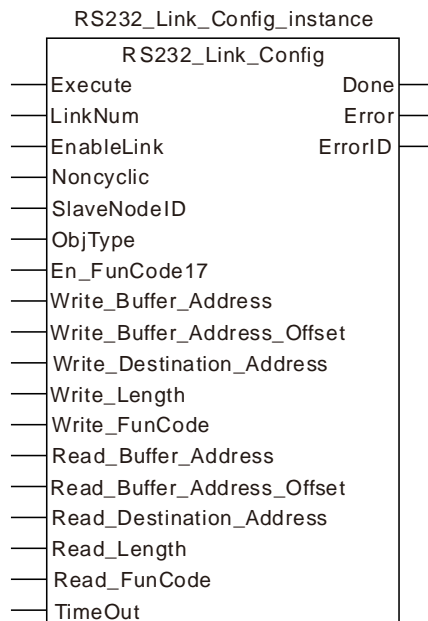 RS232_Link_Config_instance
RS232_Link_Config
Execute Done
LinkNum Error
EnableLink ErrorID
Noncyclic
SlaveNodeID
ObjType
En_FunCode17
Write_Buffer_Address
Write_Buffer_Address_Offset
Write_Destination_Address
Write_Length
Write_FunCode
Read_Buffer_Address
Read_Buffer_Address_Offset
Read_Destination_Address
Read_Length
Read_FunCode
TimeOut